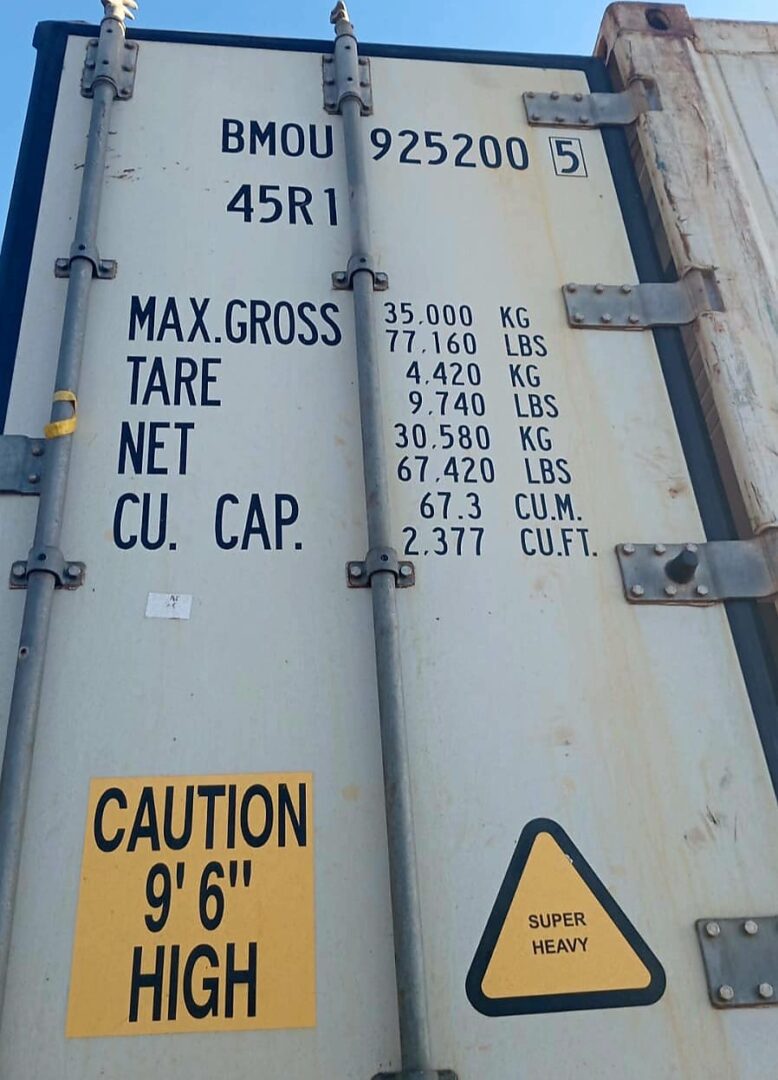 BMOU 925200 5
45R1
MAX.GROSS 35.000 KG
77.160 LBS
TARE 4.420 KG
9.740 LBS
NET 30.580 KG
67.420 LBS
CU. CAP. 67.3 CU.M.
2.377 CU.FT.
CAUTION
9' 6"
HIGH
SUPER
HEAVY